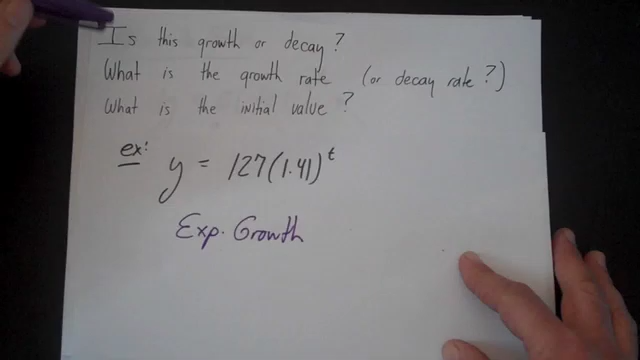 Is this growth or decay?
What is the growth rate (or decay rate?)
What is the initial value?
ex: y = 127(1.41)^t
Exp. Growth